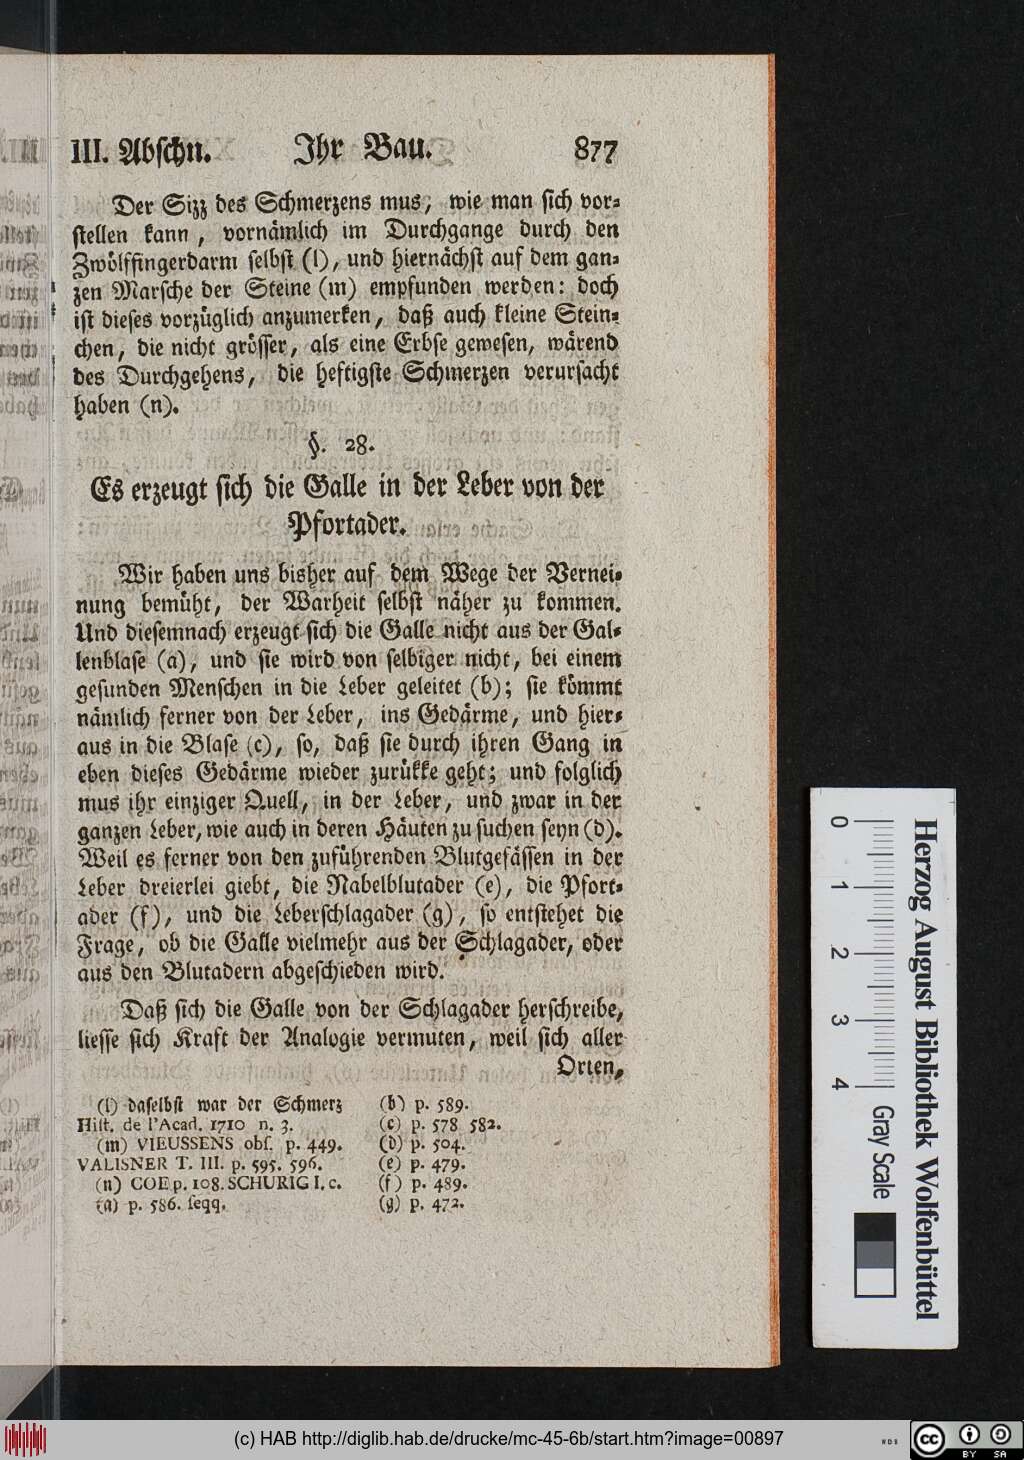 III. Abschn. Ihr Bau. 877
Der Sizz des Schmerzens mus, wie man sich vor-
stellen kann, vornämlich im Durchgange durch den
Zwölffingerdarm selbst (l), und hiernächst auf dem gan-
zen Marsche der Steine (m) empfunden werden: doch
ist dieses vorzüglich anzumerken, daß auch kleine Stein-
chen, die nicht grösser, als eine Erbse gewesen, wärend
des Durchgehens, die heftigste Schmerzen verursacht
haben (n).
§. 28.
Es erzeugt sich die Galle in der Leber von der
Pfortader.
Wir haben uns bisher auf dem Wege der Vernei-
nung bemüht, der Warheit selbst näher zu kommen.
Und diesemnach erzeugt sich die Galle nicht aus der Gal-
lenblase (a), und sie wird von selbiger nicht, bei einem
gesunden Menschen in die Leber geleitet (b); sie kömmt
nämlich ferner von der Leber, ins Gedärme, und hier-
aus in die Blase (c), so, daß sie durch ihren Gang in
eben dieses Gedärme wieder zurükke geht; und folglich
mus ihr einziger Quell, in der Leber, und zwar in der
ganzen Leber, wie auch in deren Häuten zu suchen seyn (d).
Weil es ferner von den zuführenden Blutgefässen in der
Leber dreierlei giebt, die Nabelblutader (e), die Pfort-
ader (f), und die Leberschlagader (g), so entstehet die
Frage, ob die Galle vielmehr aus der Schlagader, oder
aus den Blutadern abgeschieden wird.
Daß sich die Galle von der Schlagader herschreibe,
liesse sich Kraft der Analogie vermuten, weil sich aller
Orten,
(l) daselbst war der Schmerz
Hist. de l'Acad. 1710 n. 3.
(m) VIEUSSENS obs. p. 449.
VALISNER T. III. p. 595. 596.
(n) COE p. 108. SCHURIG l. c.
(a) p. 586. seqq.
(b) p. 589.
(c) p. 578 582.
(d) p. 504.
(e) p. 479.
(f) p. 489.
(g) p. 472.
0 1 2 3 4 Gray Scale
Herzog August Bibliothek Wolfenbüttel
(c) HAB http://diglib.hab.de/drucke/mc-45-6b/start.htm?image=00897
cc BY SA